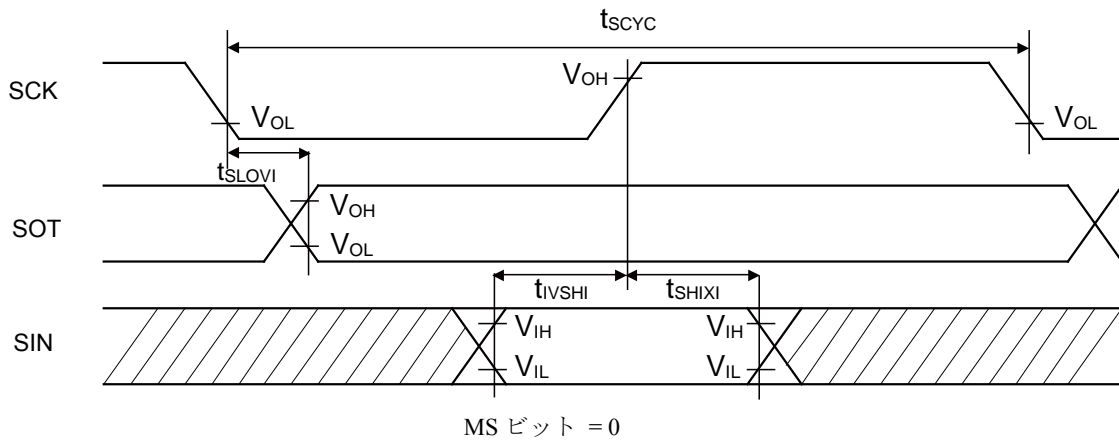 tSCYC
SCK
VOH
VOL
VOL
tSLOVI
SOT
VOH
VOL
tIVSHI
tSHIXI
SIN
VIH
VIH
VIL
VIL
MS ビット = 0